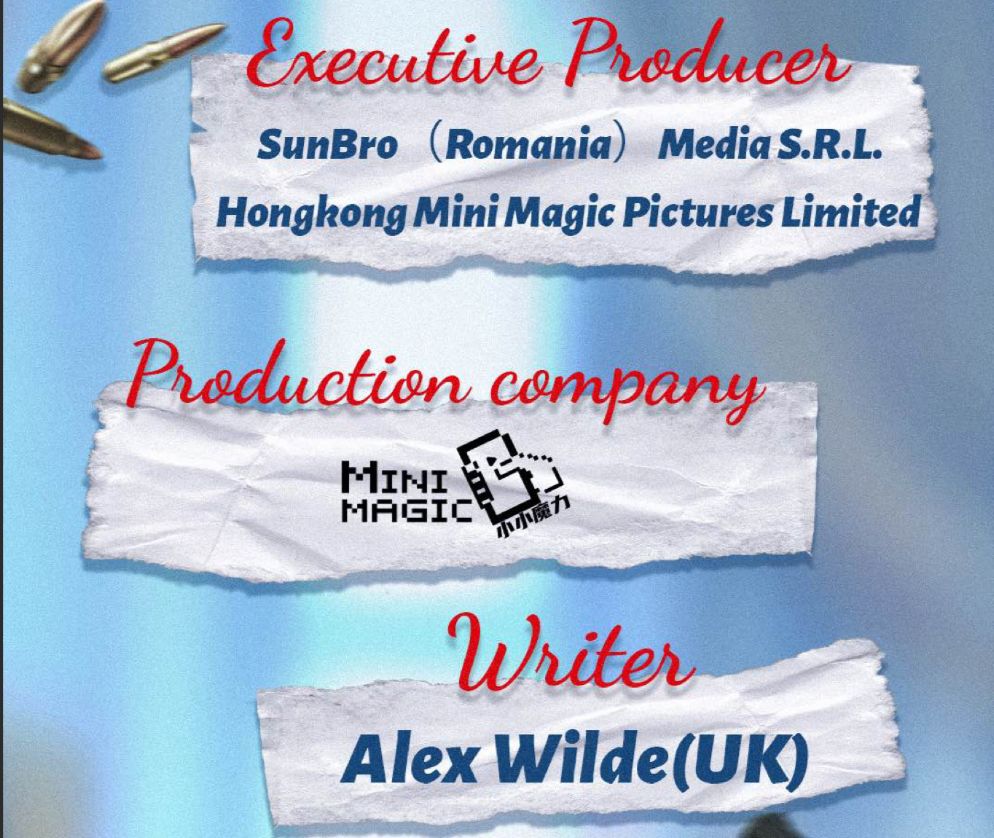 Executive Producer
SunBro （Romania） Media S.R.L.
Hongkong Mini Magic Pictures Limited
Production company
MINI
MAGIC
小小魔力
Writer
Alex Wilde(UK)